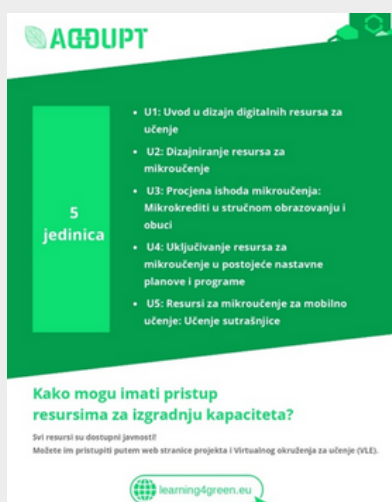 ADDUPT
5
jedinica
• U1: Uvod u dizajn digitalnih resursa za
učenje
• U2: Dizajniranje resursa za
mikroučenje
• U3: Procjena ishoda mikroučenja:
Mikrokrediti u stručnom obrazovanju i
obuci
• U4: Uključivanje resursa za
mikroučenje u postojeće nastavne
planove i programe
• U5: Resursi za mikroučenje za mobilno
učenje: Učenje sutrašnjice
Kako mogu imati pristup
resursima za izgradnju kapaciteta?
Svi resursi su dostupni javnosti!
Možete im pristupiti putem web stranice projekta i Virtualnog okruženja za učenje (VLE).
learning4green.eu